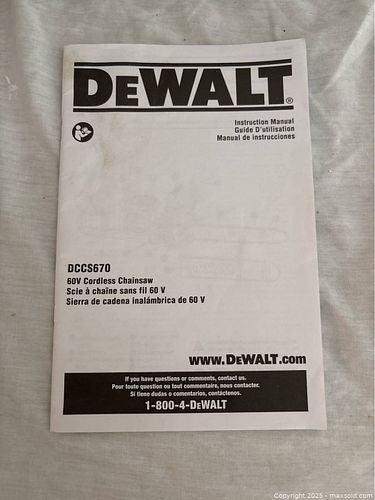 DEWALT®
Instruction Manual
Guide D'utilisation
Manual de instrucciones
DCCS670
60V Cordless Chainsaw
Scie à chaîne sans fil 60 V
Sierra de cadena inalámbrica de 60 V
www.DEWALT.com
If you have questions or comments, contact us.
Pour toute question ou tout commentaire, nous contacter.
Si tiene dudas o comentarios, contáctenos.
1-800-4-DEWALT
Copyright 2025 - maxsold.com